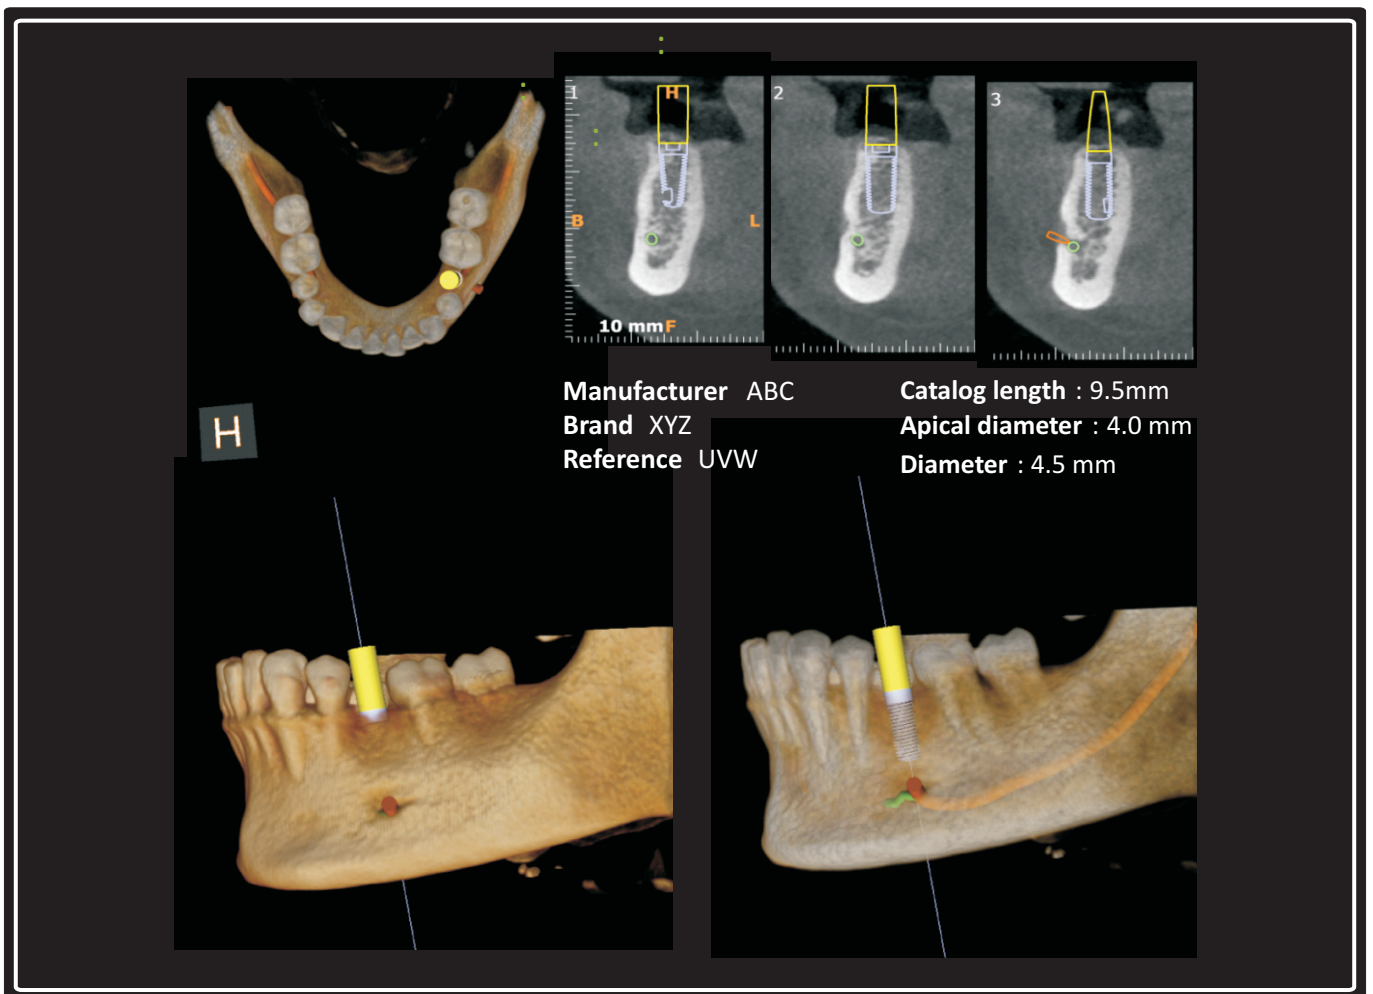 1
H
2
3
B
L
10 mm F
Manufacturer ABC
Brand XYZ
Reference UVW
Catalog length : 9.5mm
Apical diameter : 4.0 mm
Diameter : 4.5 mm
H